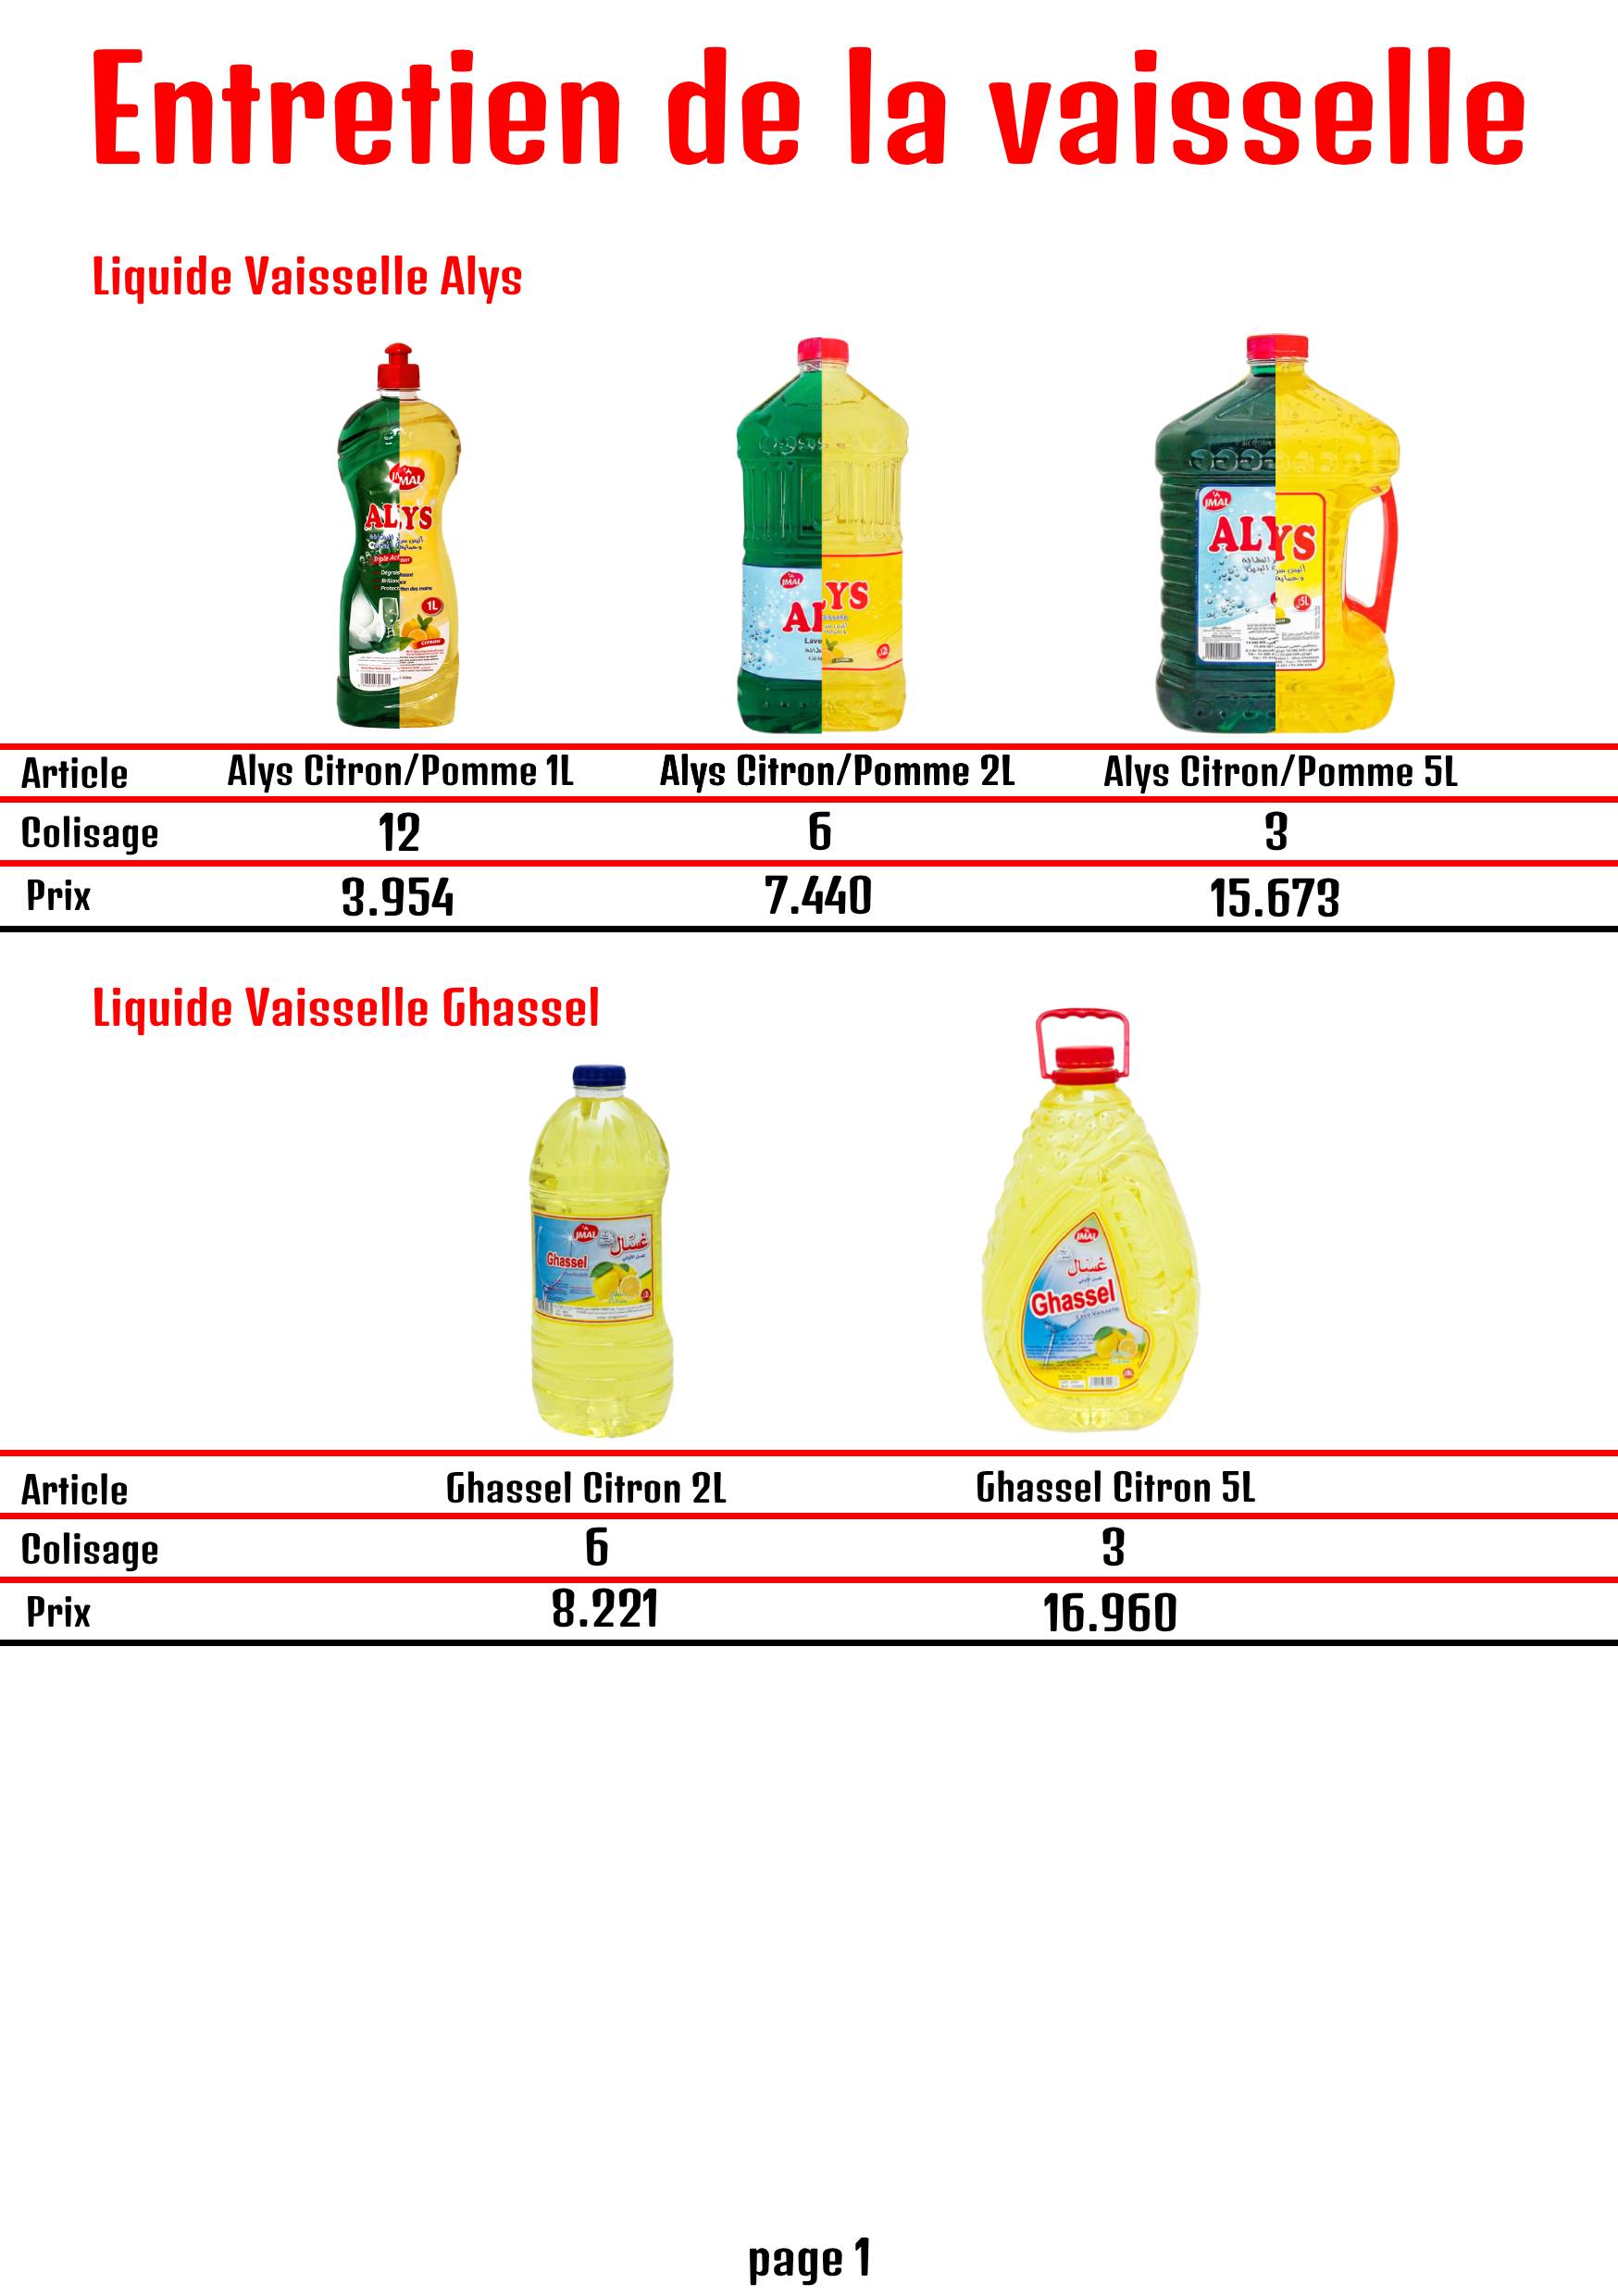 Entretien de la vaisselle
Liquide Vaisselle Alys
JMAL
ALYS
1L
CITRON
JMAL
ALYS
JMAL
ALYS
Article Alys Citron/Pomme 1L Alys Citron/Pomme 2L Alys Citron/Pomme 5L
Colisage 12 6 3
Prix 3.954 7.440 15.673
Liquide Vaisselle Ghassel
JMAL
غسال
Ghassel
JMAL
غسال
Ghassel
Article Ghassel Citron 2L Ghassel Citron 5L
Colisage 6 3
Prix 8.221 16.960
page 1